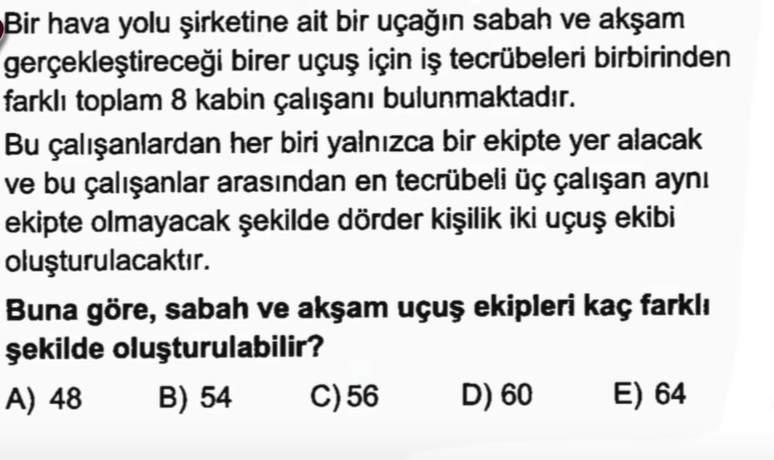 Bir hava yolu şirketine ait bir uçağın sabah ve akşam
gerçekleştireceği birer uçuş için iş tecrübeleri birbirinden
farklı toplam 8 kabin çalışanı bulunmaktadır.
Bu çalışanlardan her biri yalnızca bir ekipte yer alacak
ve bu çalışanlar arasından en tecrübeli üç çalışan aynı
ekipte olmayacak şekilde dörder kişilik iki uçuş ekibi
oluşturulacaktır.
Buna göre, sabah ve akşam uçuş ekipleri kaç farklı
şekilde oluşturulabilir?
A) 48 B) 54 C) 56 D) 60 E) 64